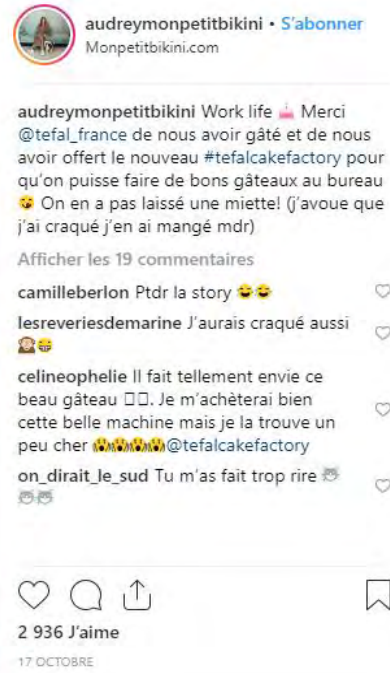 audreymonpetitbikini • S'abonner
Monpetitbikini.com
audreymonpetitbikini Work life 🎂 Merci
@tefal_france de nous avoir gâté et de nous
avoir offert le nouveau #tefalcakefactory pour
qu'on puisse faire de bons gâteaux au bureau
😋 On en a pas laissé une miette! (j'avoue que
j'ai craqué j'en ai mangé mdr)
Afficher les 19 commentaires
camilleberlon Ptdr la story 😂😂
lesreveriesdemarine J'aurais craqué aussi
🙈😂
celineophelie Il fait tellement envie ce
beau gâteau □□. Je m'achèterai bien
cette belle machine mais je la trouve un
peu cher 😱😱😱😱@tefalcakefactory
on_dirait_le_sud Tu m'as fait trop rire
2 936 J'aime
17 OCTOBRE